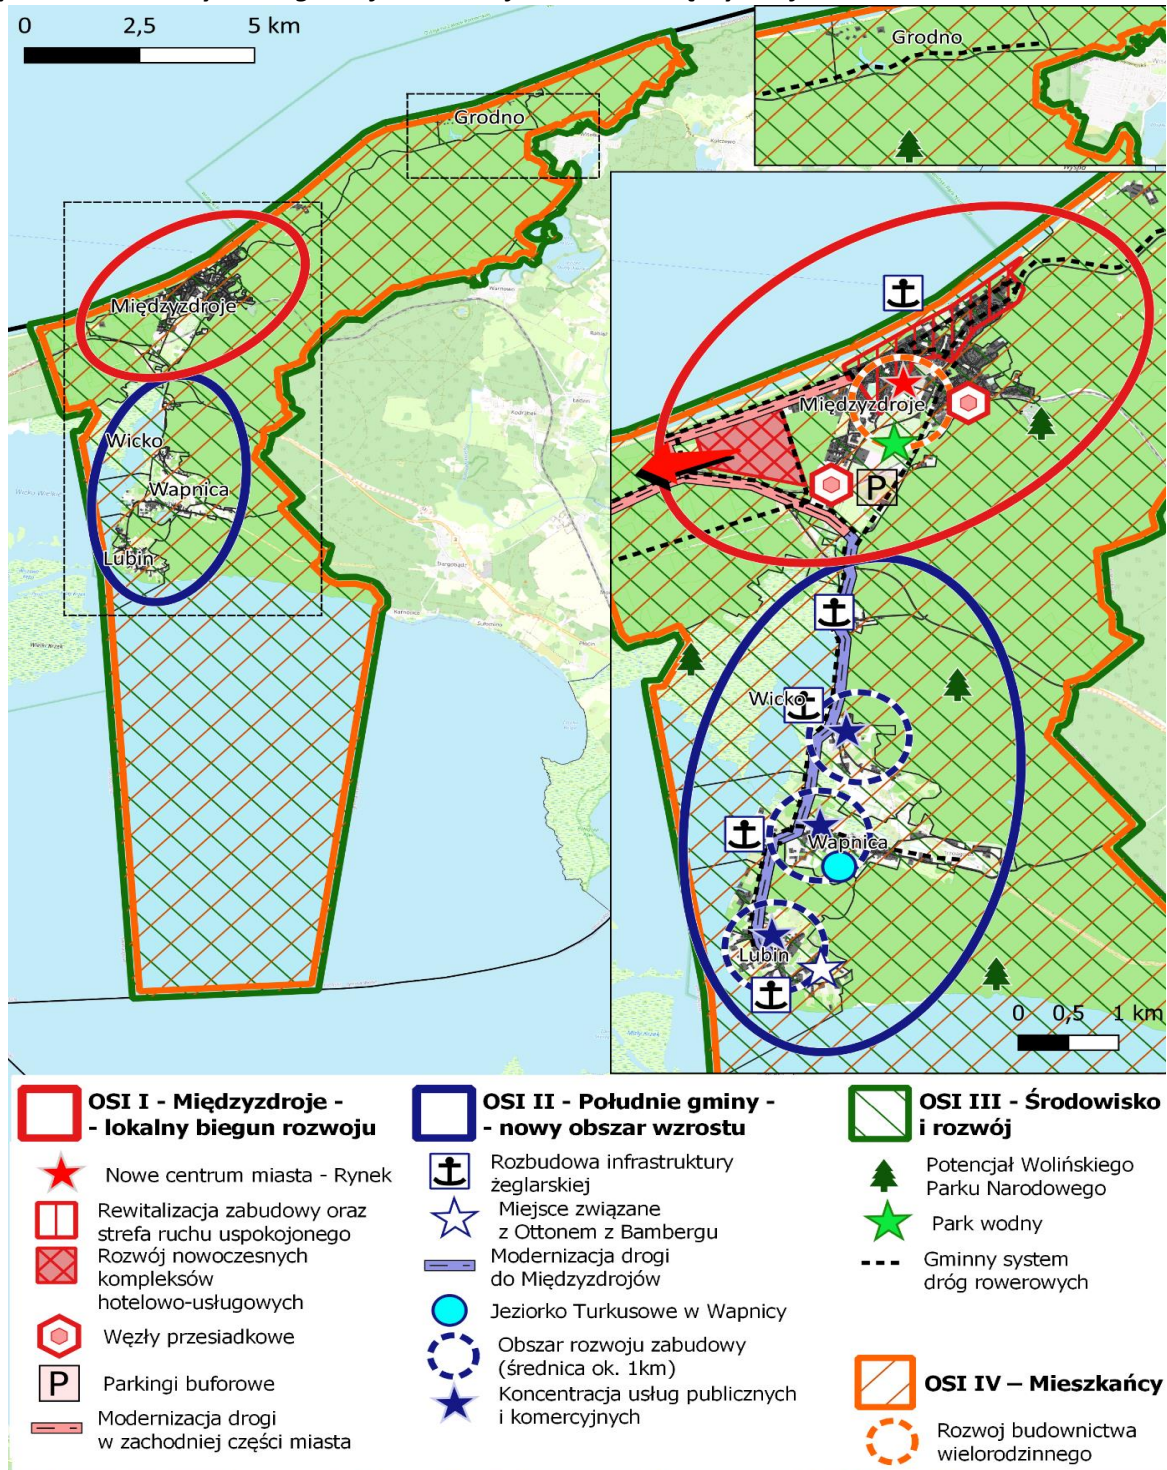 0 2,5 5 km
Grodno
Grodno
Międzyzdroje
Wicko
Wapnica
Lubin
Międzyzdroje
P
Wicko
Wapnica
Lubin
0 0,5 1 km
OSI I - Międzyzdroje -
- lokalny biegun rozwoju
Nowe centrum miasta - Rynek
Rewitalizacja zabudowy oraz
strefa ruchu uspokojonego
Rozwój nowoczesnych
kompleksów
hotelowo-usługowych
Węzły przesiadkowe
P Parkingi buforowe
Modernizacja drogi
w zachodniej części miasta
OSI II - Południe gminy -
- nowy obszar wzrostu
Rozbudowa infrastruktury
żeglarskiej
Miejsce związane
z Ottonem z Bambergu
Modernizacja drogi
do Międzyzdrojów
Jeziorko Turkusowe w Wapnicy
Obszar rozwoju zabudowy
(średnica ok. 1km)
Koncentracja usług publicznych
i komercyjnych
OSI III - Środowisko
i rozwój
Potencjał Wolińskiego
Parku Narodowego
Park wodny
Gminny system
dróg rowerowych
OSI IV – Mieszkańcy
Rozwoj budownictwa
wielorodzinnego